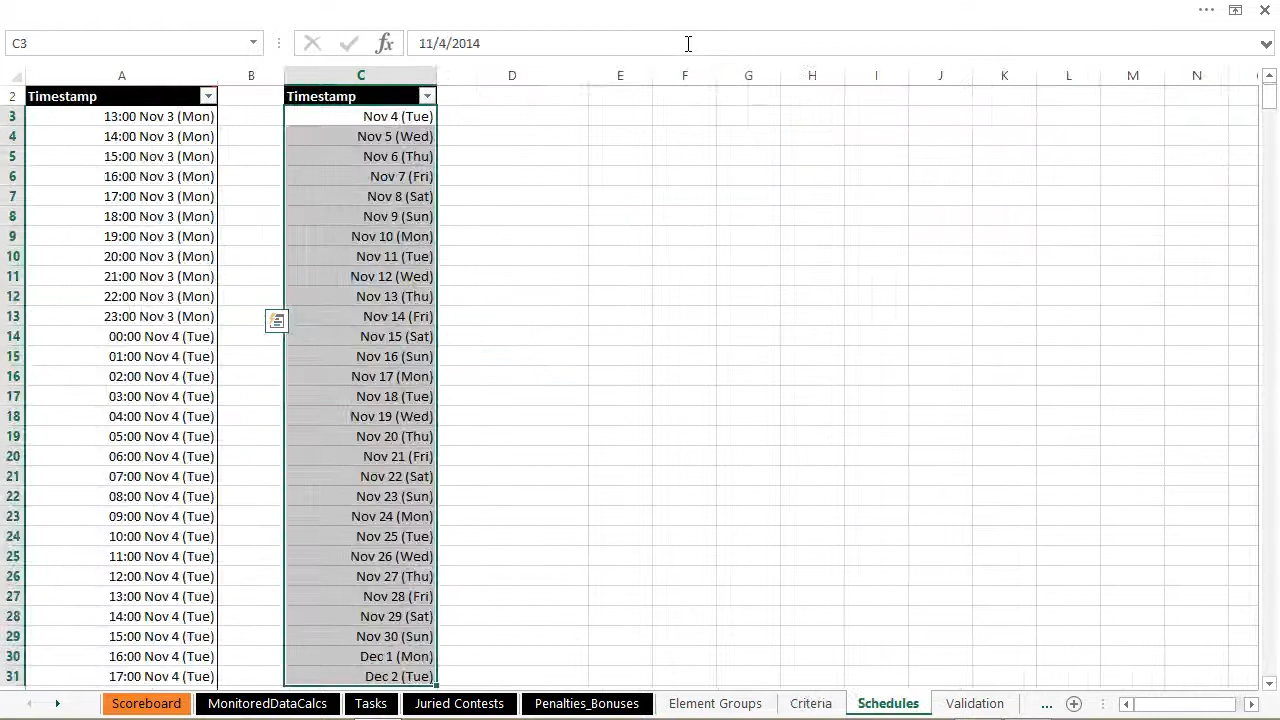 C3 fx 11/4/2014
A B C D E F G H I J K L M N
2 Timestamp Timestamp
3 13:00 Nov 3 (Mon) Nov 4 (Tue)
4 14:00 Nov 3 (Mon) Nov 5 (Wed)
5 15:00 Nov 3 (Mon) Nov 6 (Thu)
6 16:00 Nov 3 (Mon) Nov 7 (Fri)
7 17:00 Nov 3 (Mon) Nov 8 (Sat)
8 18:00 Nov 3 (Mon) Nov 9 (Sun)
9 19:00 Nov 3 (Mon) Nov 10 (Mon)
10 20:00 Nov 3 (Mon) Nov 11 (Tue)
11 21:00 Nov 3 (Mon) Nov 12 (Wed)
12 22:00 Nov 3 (Mon) Nov 13 (Thu)
13 23:00 Nov 3 (Mon) Nov 14 (Fri)
14 00:00 Nov 4 (Tue) Nov 15 (Sat)
15 01:00 Nov 4 (Tue) Nov 16 (Sun)
16 02:00 Nov 4 (Tue) Nov 17 (Mon)
17 03:00 Nov 4 (Tue) Nov 18 (Tue)
18 04:00 Nov 4 (Tue) Nov 19 (Wed)
19 05:00 Nov 4 (Tue) Nov 20 (Thu)
20 06:00 Nov 4 (Tue) Nov 21 (Fri)
21 07:00 Nov 4 (Tue) Nov 22 (Sat)
22 08:00 Nov 4 (Tue) Nov 23 (Sun)
23 09:00 Nov 4 (Tue) Nov 24 (Mon)
24 10:00 Nov 4 (Tue) Nov 25 (Tue)
25 11:00 Nov 4 (Tue) Nov 26 (Wed)
26 12:00 Nov 4 (Tue) Nov 27 (Thu)
27 13:00 Nov 4 (Tue) Nov 28 (Fri)
28 14:00 Nov 4 (Tue) Nov 29 (Sat)
29 15:00 Nov 4 (Tue) Nov 30 (Sun)
30 16:00 Nov 4 (Tue) Dec 1 (Mon)
31 17:00 Nov 4 (Tue) Dec 2 (Tue)
Scoreboard MonitoredDataCalcs Tasks Juried Contests Penalties_Bonuses Element Groups Criteria Schedules Validation ...